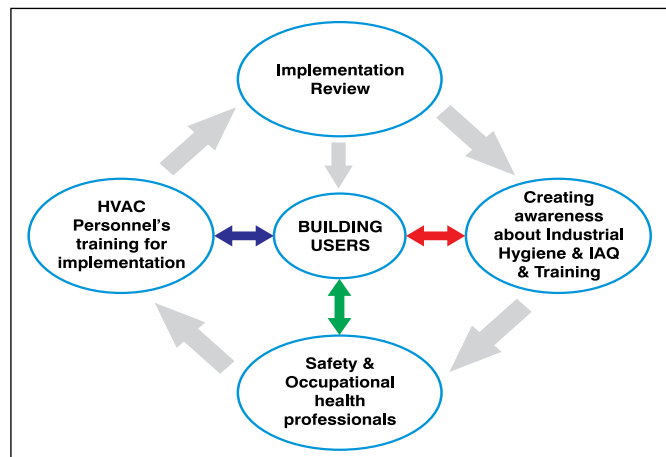 Implementation
Review
HVAC
Personnel's
training for
implementation
BUILDING
USERS
Creating
awareness
about Industrial
Hygiene & IAQ
& Training
Safety &
Occupational
health
professionals